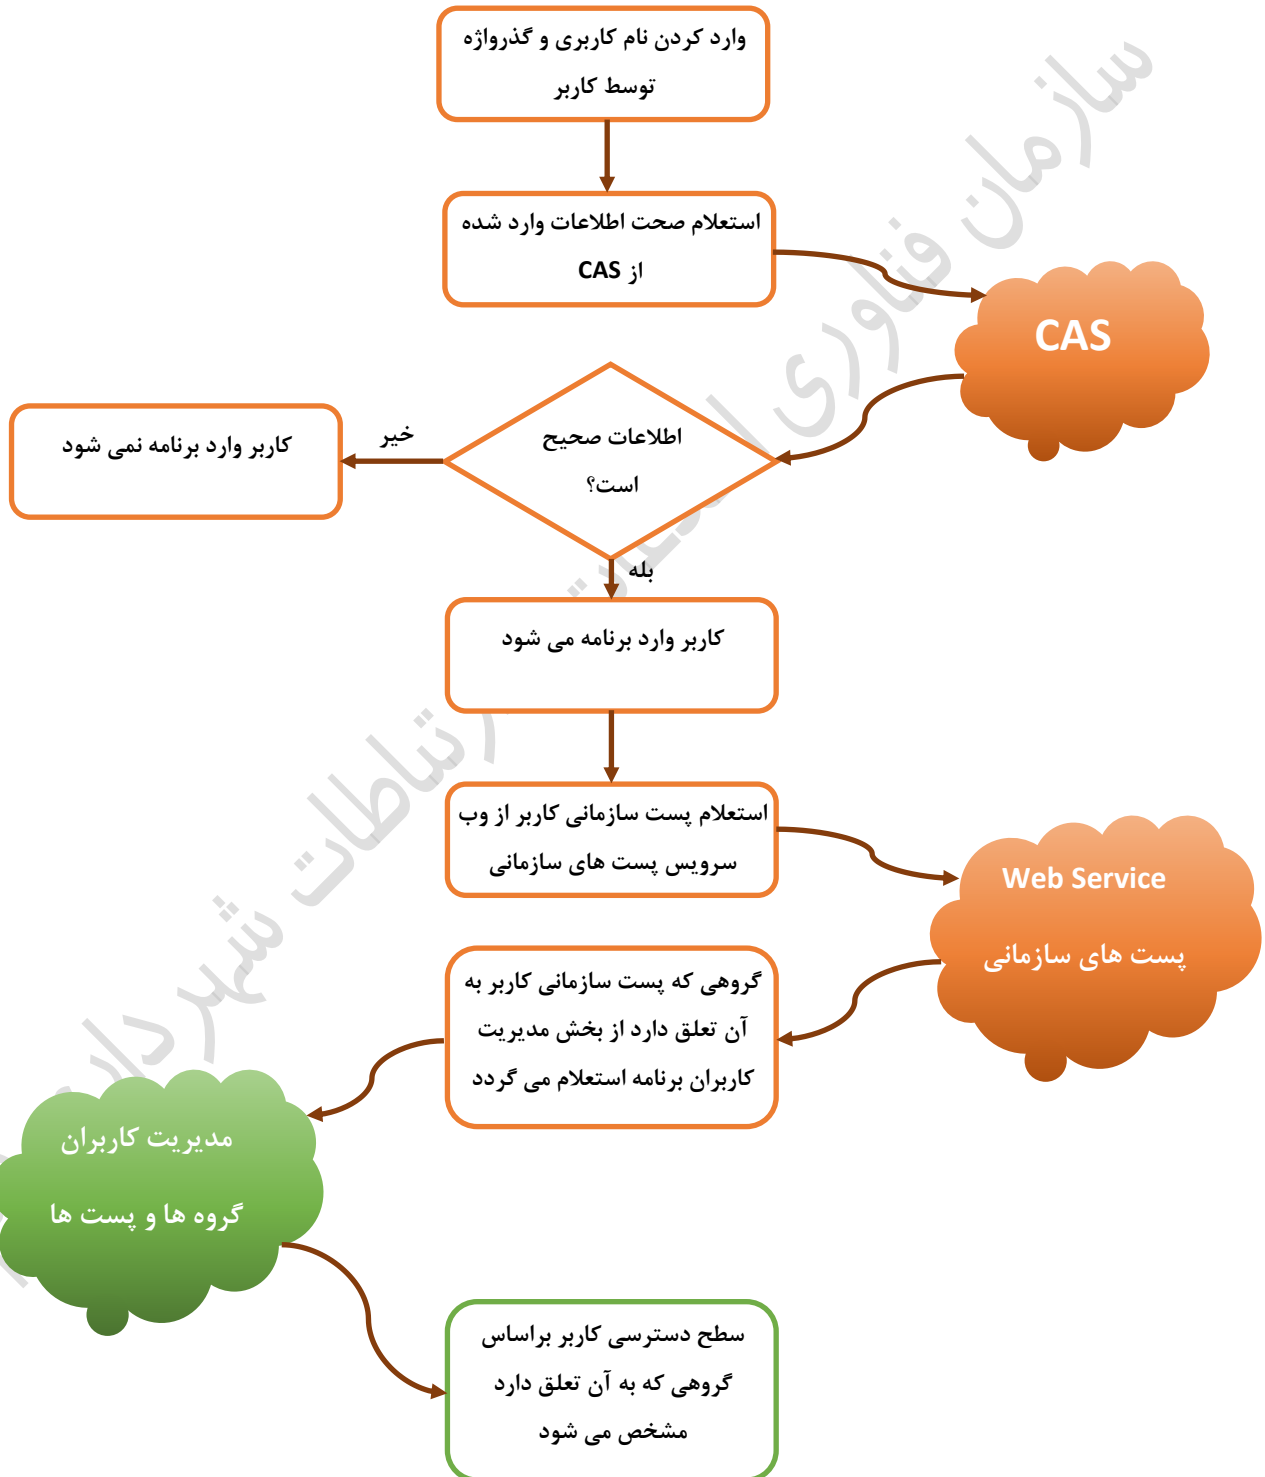 وارد کردن نام کاربری و گذرواژه
توسط کاربر
استعلام صحت اطلاعات وارد شده
از CAS
CAS
اطلاعات صحیح
است؟
خیر
کاربر وارد برنامه نمی شود
بله
کاربر وارد برنامه می شود
استعلام پست سازمانی کاربر از وب
سرویس پست های سازمانی
Web Service
پست های سازمانی
گروهی که پست سازمانی کاربر به
آن تعلق دارد از بخش مدیریت
کاربران برنامه استعلام می گردد
مدیریت کاربران
گروه ها و پست ها
سطح دسترسی کاربر براساس
گروهی که به آن تعلق دارد
مشخص می شود
سازمان فناوری